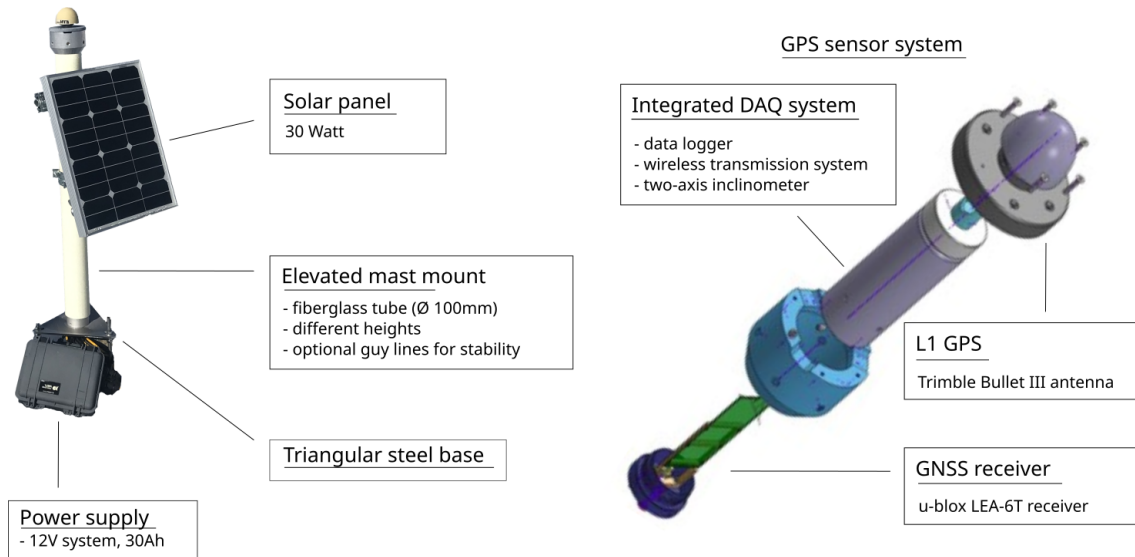 Solar panel
30 Watt
Elevated mast mount
- fiberglass tube (Ø 100mm)
- different heights
- optional guy lines for stability
Triangular steel base
Power supply
- 12V system, 30Ah
GPS sensor system
Integrated DAQ system
- data logger
- wireless transmission system
- two-axis inclinometer
L1 GPS
Trimble Bullet III antenna
GNSS receiver
u-blox LEA-6T receiver